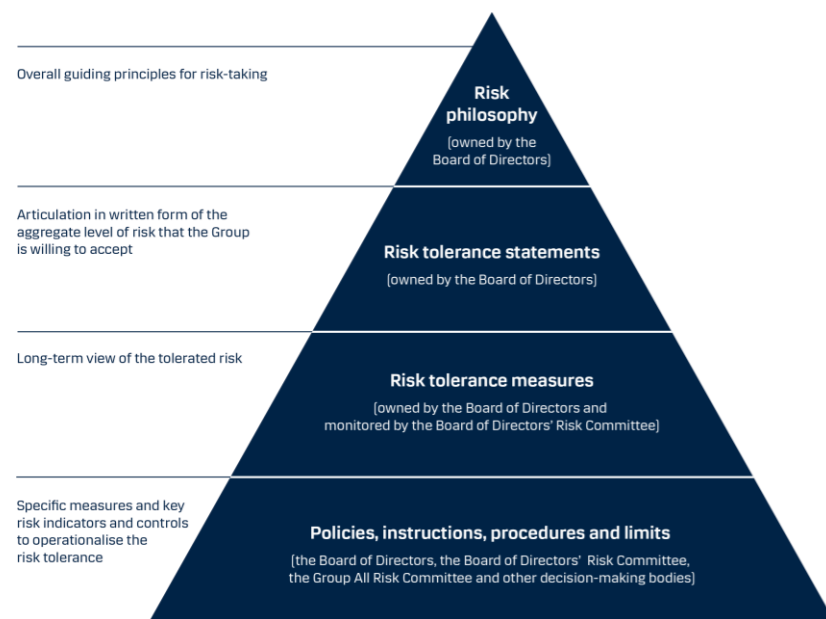 Overall guiding principles for risk-taking
Risk
philosophy
(owned by the
Board of Directors)
Articulation in written form of the
aggregate level of risk that the Group
is willing to accept
Risk tolerance statements
(owned by the Board of Directors)
Long-term view of the tolerated risk
Risk tolerance measures
(owned by the Board of Directors and
monitored by the Board of Directors' Risk Committee)
Specific measures and key
risk indicators and controls
to operationalise the
risk tolerance
Policies, instructions, procedures and limits
(the Board of Directors, the Board of Directors' Risk Committee,
the Group All Risk Committee and other decision-making bodies)